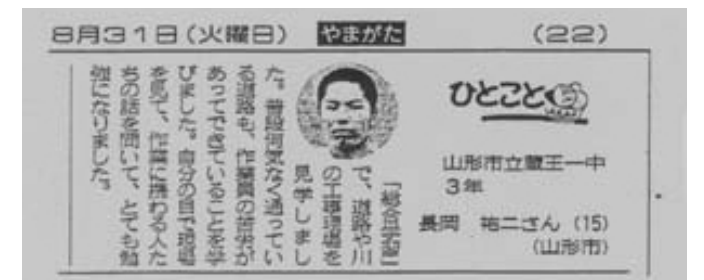 8月31日(火曜日)
やまがた
(22)
ひとこと
山形市立蔵王一中
3年
長岡 祐二さん(15)
(山形市)
「総合学習」
で、道路や川
の工事現場を
見学しまし
た。普段何気なく通ってい
る道路も、作業員の苦労が
あってできていることを学
びました。自分の目で現場
を見て、作業に携わる人た
ちの話を聞いて、とても勉
強になりました。